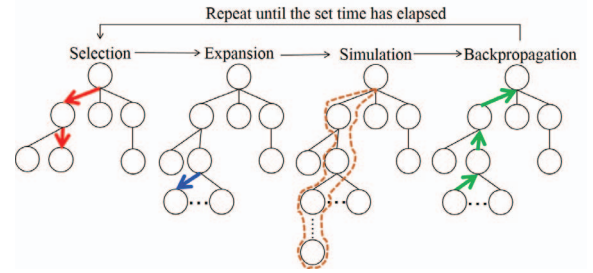 Repeat until the set time has elapsed
Selection Expansion Simulation Backpropagation